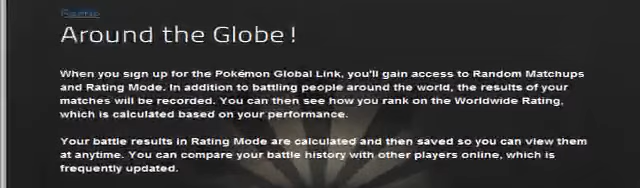 Battle
Around the Globe!
When you sign up for the Pokémon Global Link, you'll gain access to Random Matchups
and Rating Mode. In addition to battling people around the world, the results of your
matches will be recorded. You can then see how you rank on the Worldwide Rating,
which is calculated based on your performance.
Your battle results in Rating Mode are calculated and then saved so you can view them
at anytime. You can compare your battle history with other players online, which is
frequently updated.